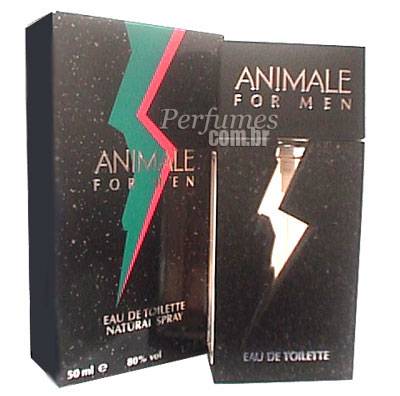 ANIMALE
FOR MEN
EAU DE TOILETTE
NATURAL SPRAY
50 ml e 80% vol
ANIMALE
FOR MEN
EAU DE TOILETTE
Perfumes
com.br